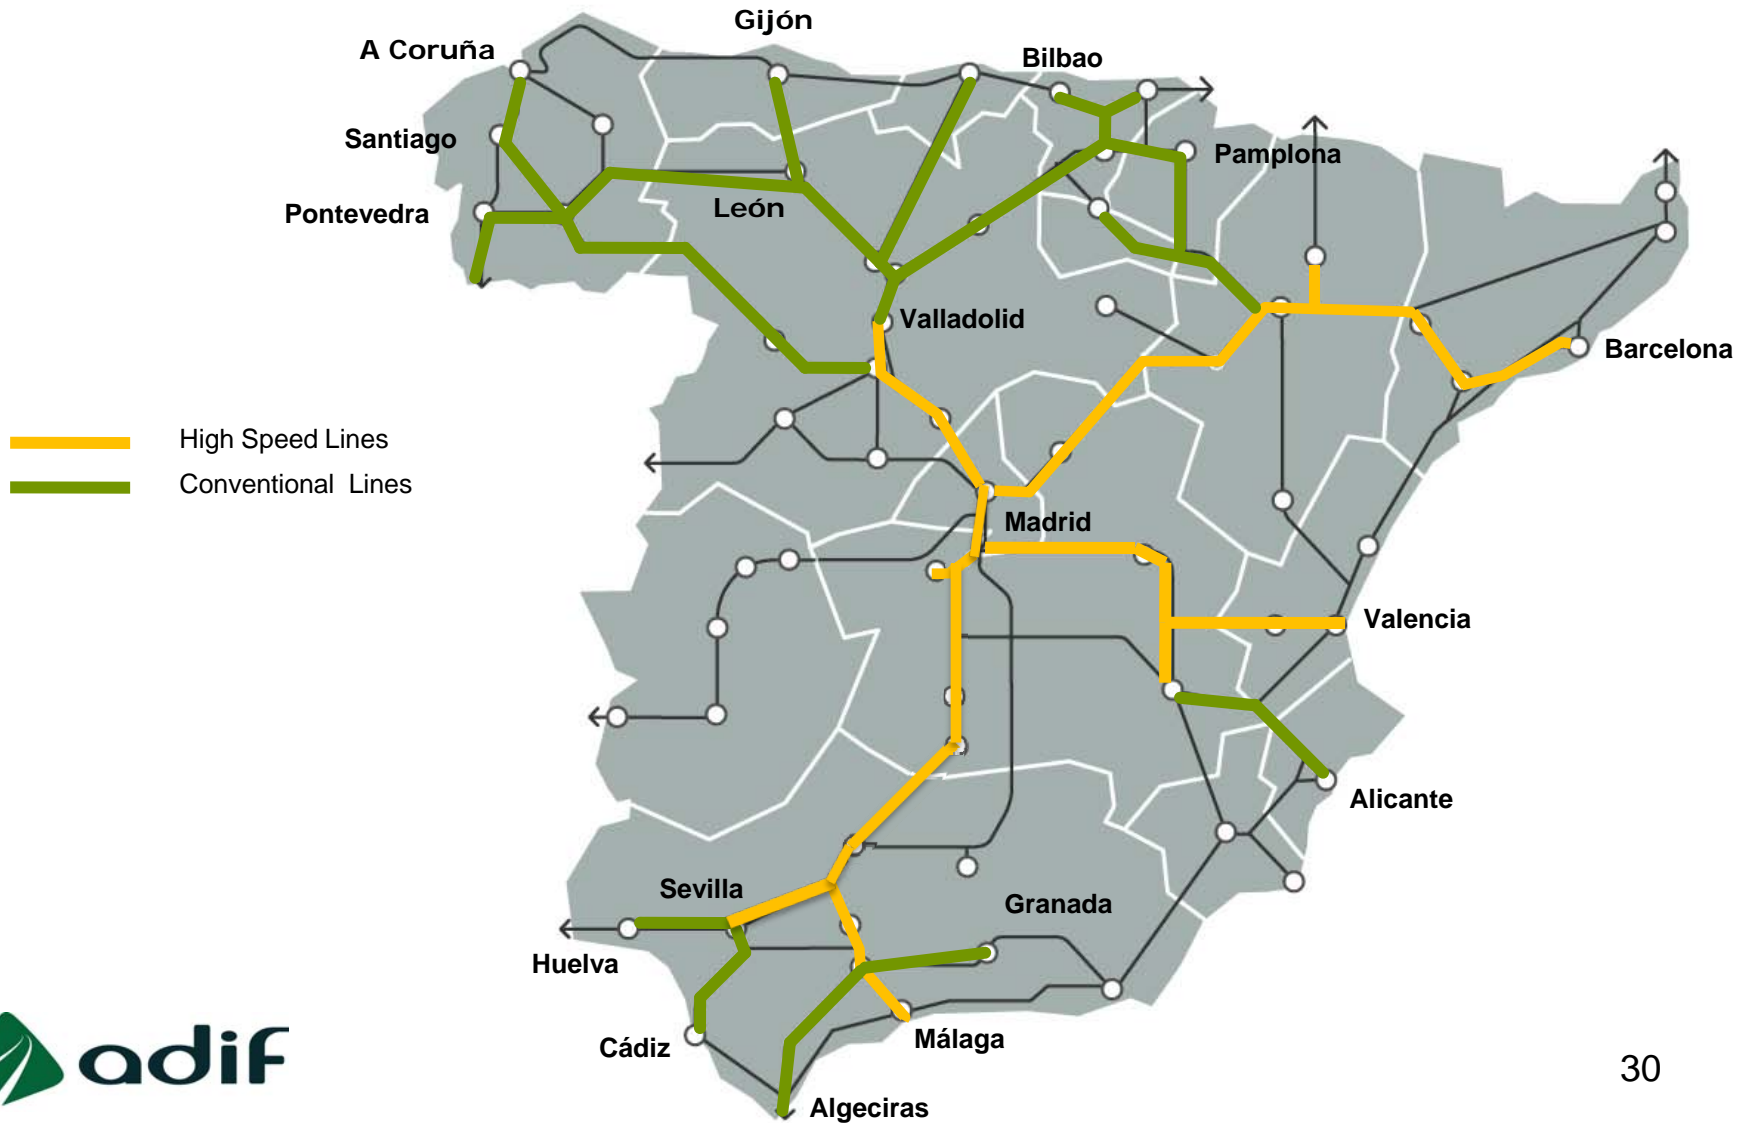 Gijón
A Coruña
Bilbao
Santiago
Pamplona
León
Pontevedra
Valladolid
Barcelona
High Speed Lines
Conventional Lines
Madrid
Valencia
Alicante
Sevilla
Granada
Huelva
Málaga
Cádiz
Algeciras
adif
30